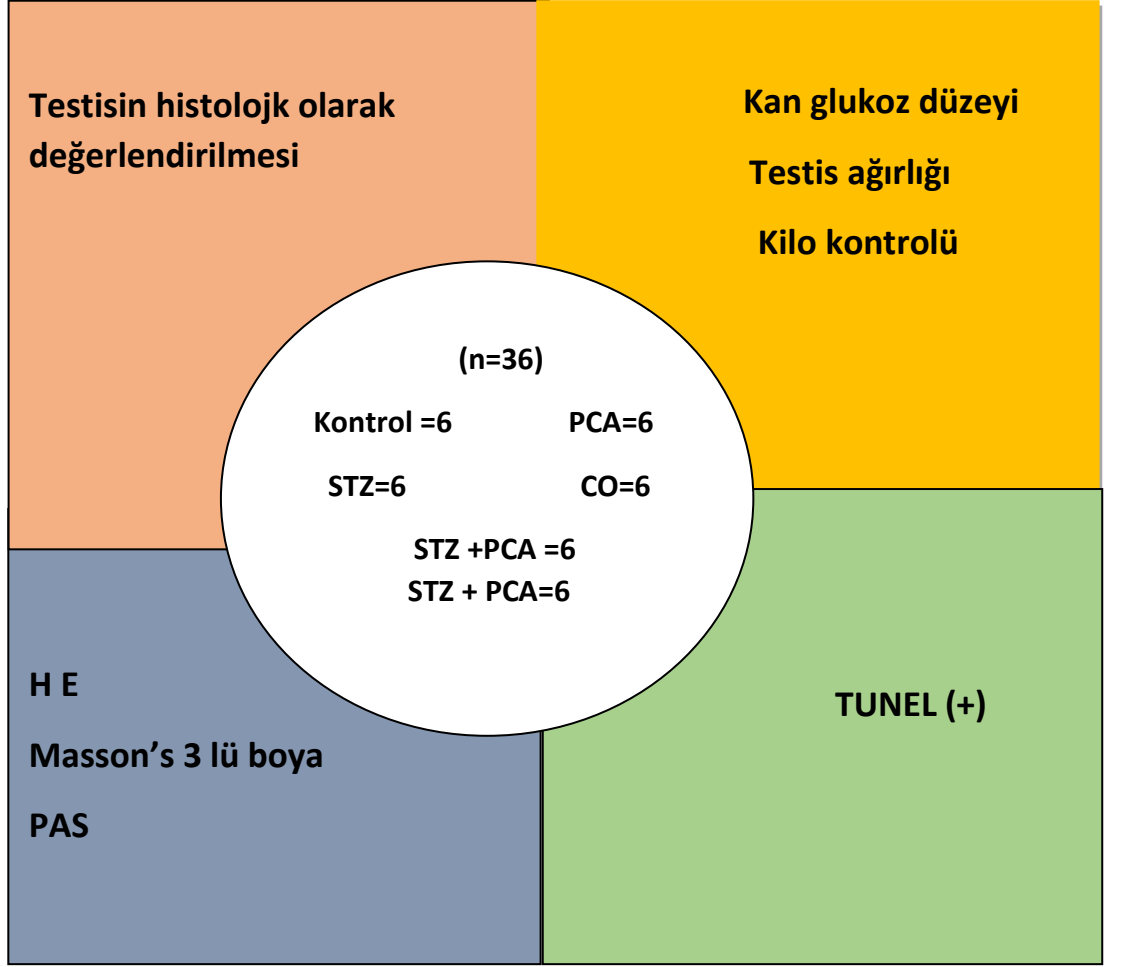 Testisin histolojk olarak
değerlendirilmesi
Kan glukoz düzeyi
Testis ağırlığı
Kilo kontrolü
(n=36)
Kontrol =6 PCA=6
STZ=6 CO=6
STZ +PCA =6
STZ + PCA=6
H E
Masson’s 3 lü boya
PAS
TUNEL (+)